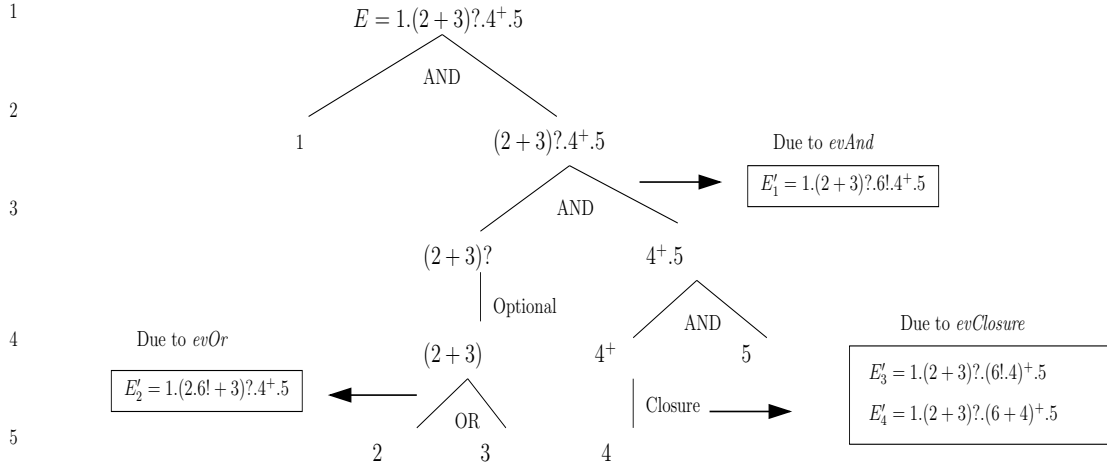 1
E = 1.(2 + 3)?.4⁺.5
AND
2
1
(2 + 3)?.4⁺.5
Due to evAnd
E′₁ = 1.(2 + 3)?.6!.4⁺.5
3
AND
(2 + 3)?
4⁺.5
Optional
AND
4
Due to evOr
Due to evClosure
(2 + 3)
4⁺
5
E′₃ = 1.(2 + 3)?.(6!.4)⁺.5
E′₂ = 1.(2.6! + 3)?.4⁺.5
OR
Closure
E′₄ = 1.(2 + 3)?.(6 + 4)⁺.5
5
2
3
4